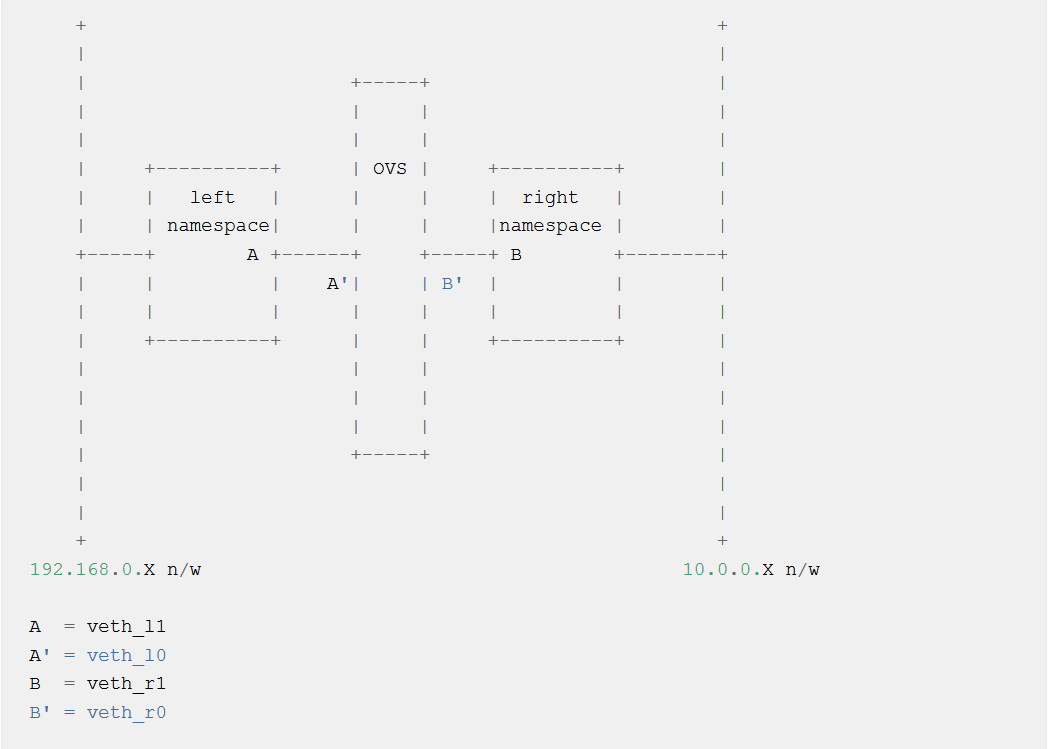 +                                                       +
     |                                                       |
     |                       +-----+                         |
     |                       |     |                         |
     |                       |     |                         |
     |     +----------+      | OVS |     +----------+        |
     |     |   left   |      |     |     |  right   |        |
     |     | namespace|      |     |     |namespace |        |
     +-----+        A +------+     +-----+ B        +--------+
     |     |          |    A'|     | B'  |          |        |
     |     |          |      |     |     |          |        |
     |     +----------+      |     |     +----------+        |
     |                       |     |                         |
     |                       |     |                         |
     |                       |     |                         |
     |                       +-----+                         |
     |                                                       |
     |                                                       |
     +                                                       +
192.168.0.X n/w                                          10.0.0.X n/w
A  = veth_l1
A' = veth_l0
B  = veth_r1
B' = veth_r0